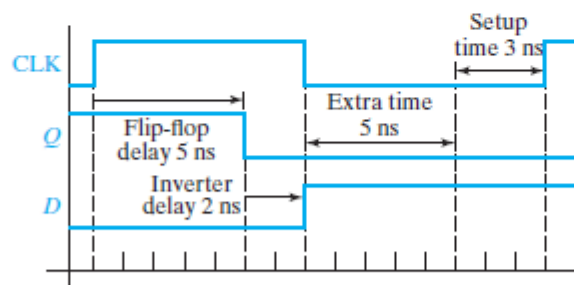 Setup
time 3 ns
CLK
Extra time
5 ns
Q
Flip-flop
delay 5 ns
Inverter
delay 2 ns
D